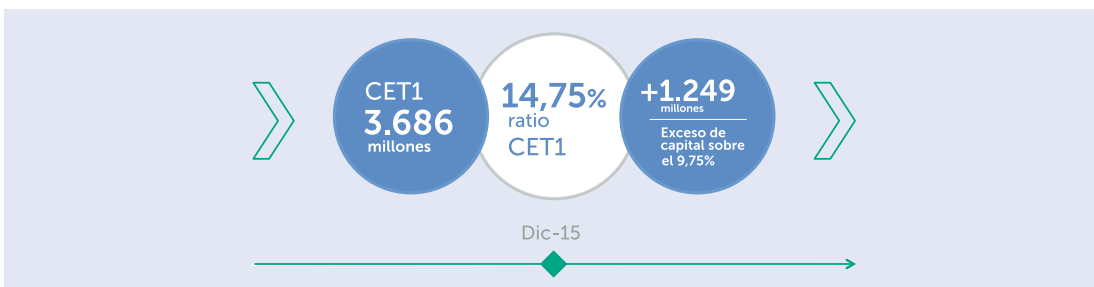 CET1
3.686
millones
14,75%
ratio
CET1
+1.249
millones
Exceso de
capital sobre
el 9,75%
Dic-15